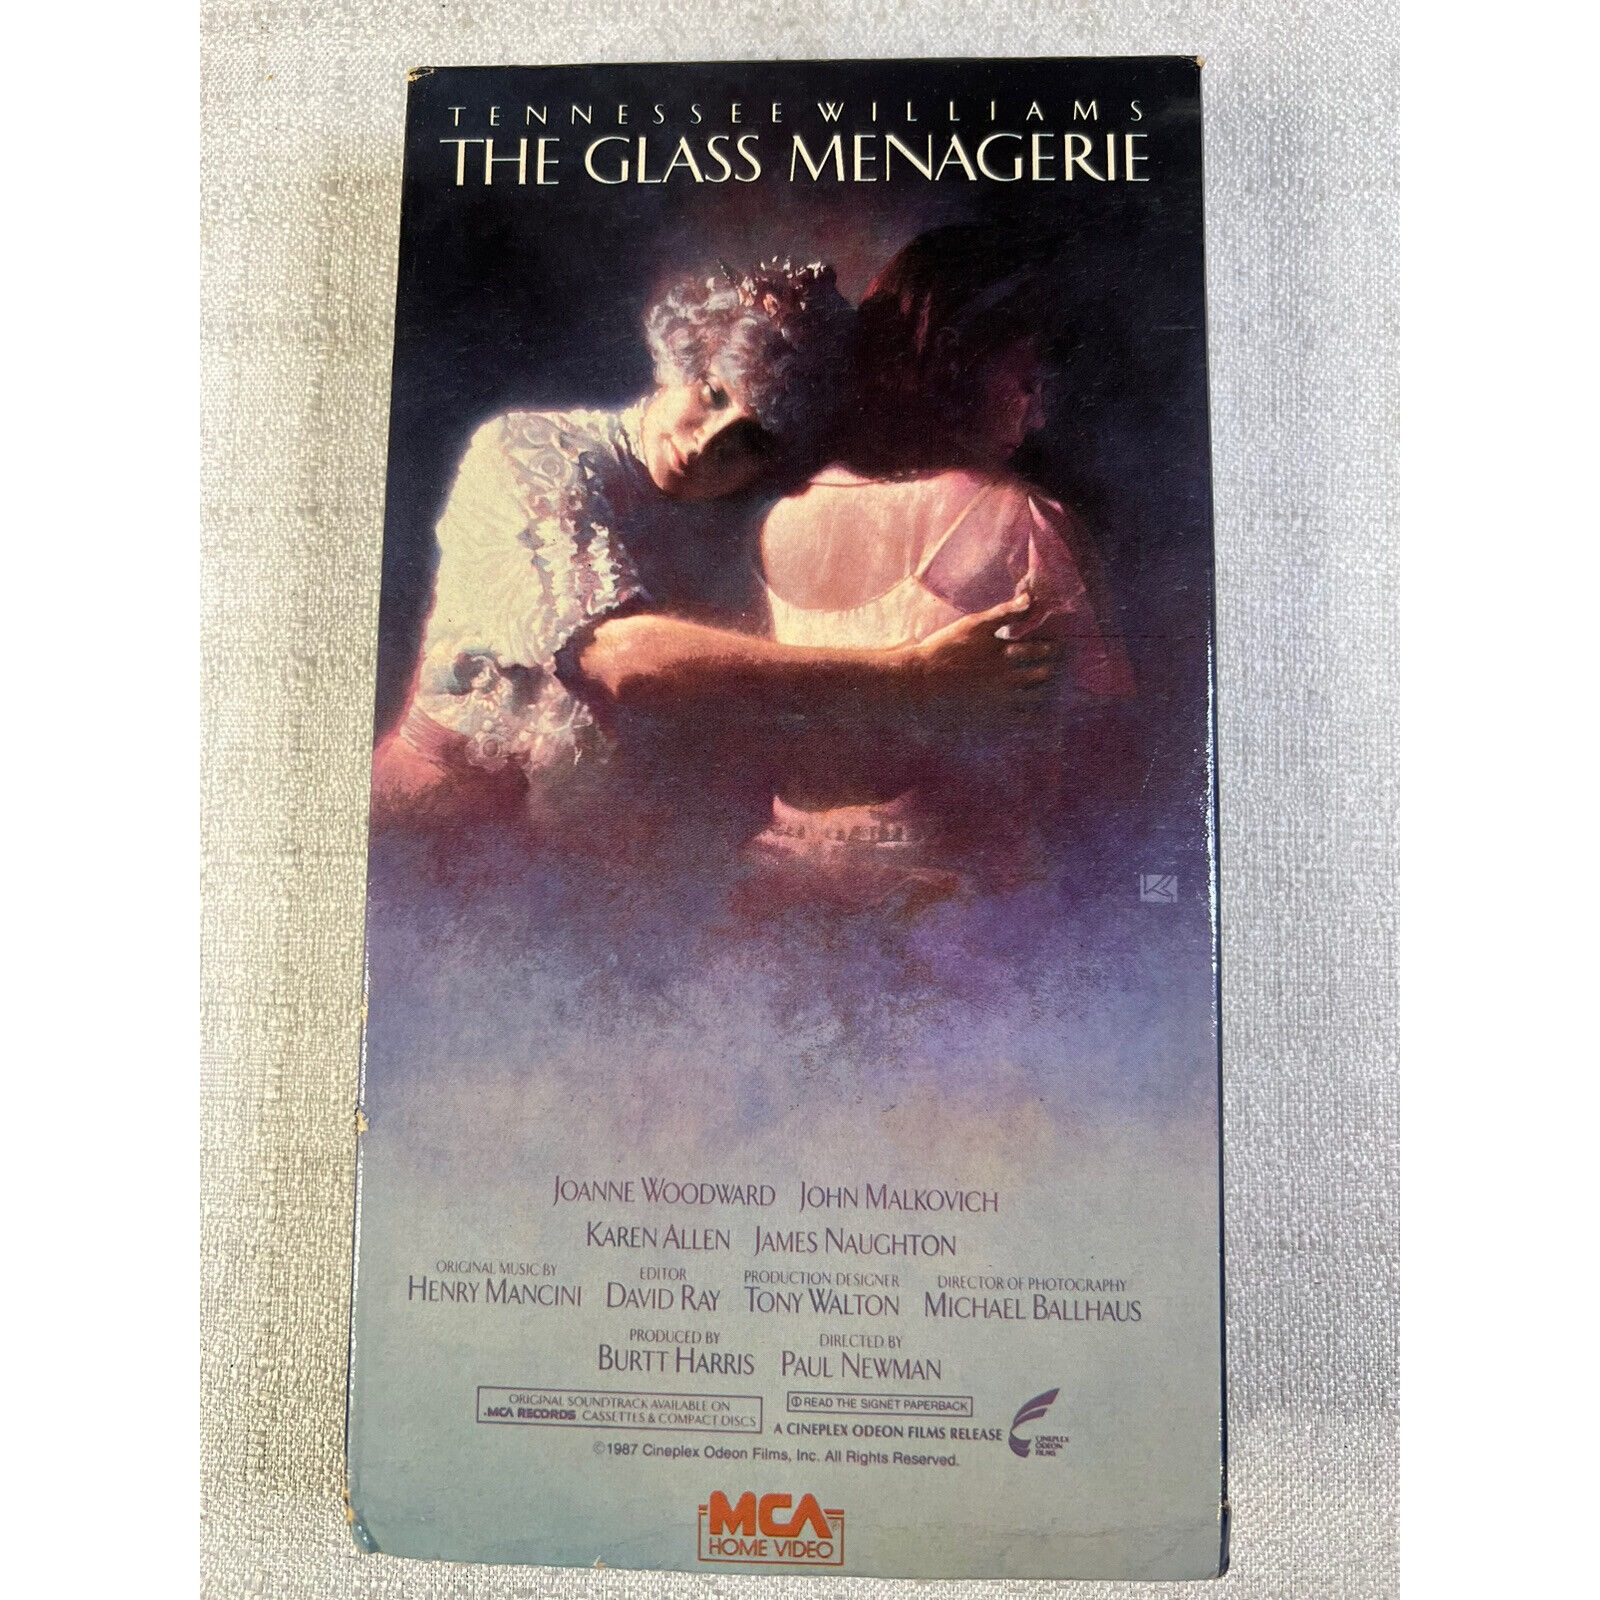 TENNESSEE WILLIAMS
THE GLASS MENAGERIE
JOANNE WOODWARD JOHN MALKOVICH
KAREN ALLEN JAMES NAUGHTON
ORIGINAL MUSIC BY EDITOR PRODUCTION DESIGNER DIRECTOR OF PHOTOGRAPHY
HENRY MANCINI DAVID RAY TONY WALTON MICHAEL BALLHAUS
PRODUCED BY DIRECTED BY
BURTT HARRIS PAUL NEWMAN
ORIGINAL SOUNDTRACK AVAILABLE ON
MCA RECORDS CASSETTES & COMPACT DISCS
READ THE SIGNET PAPERBACK
A CINEPLEX ODEON FILMS RELEASE
CINEPLEX
ODEON
FILMS
©1987 Cineplex Odeon Films, Inc. All Rights Reserved.
MCA
HOME VIDEO